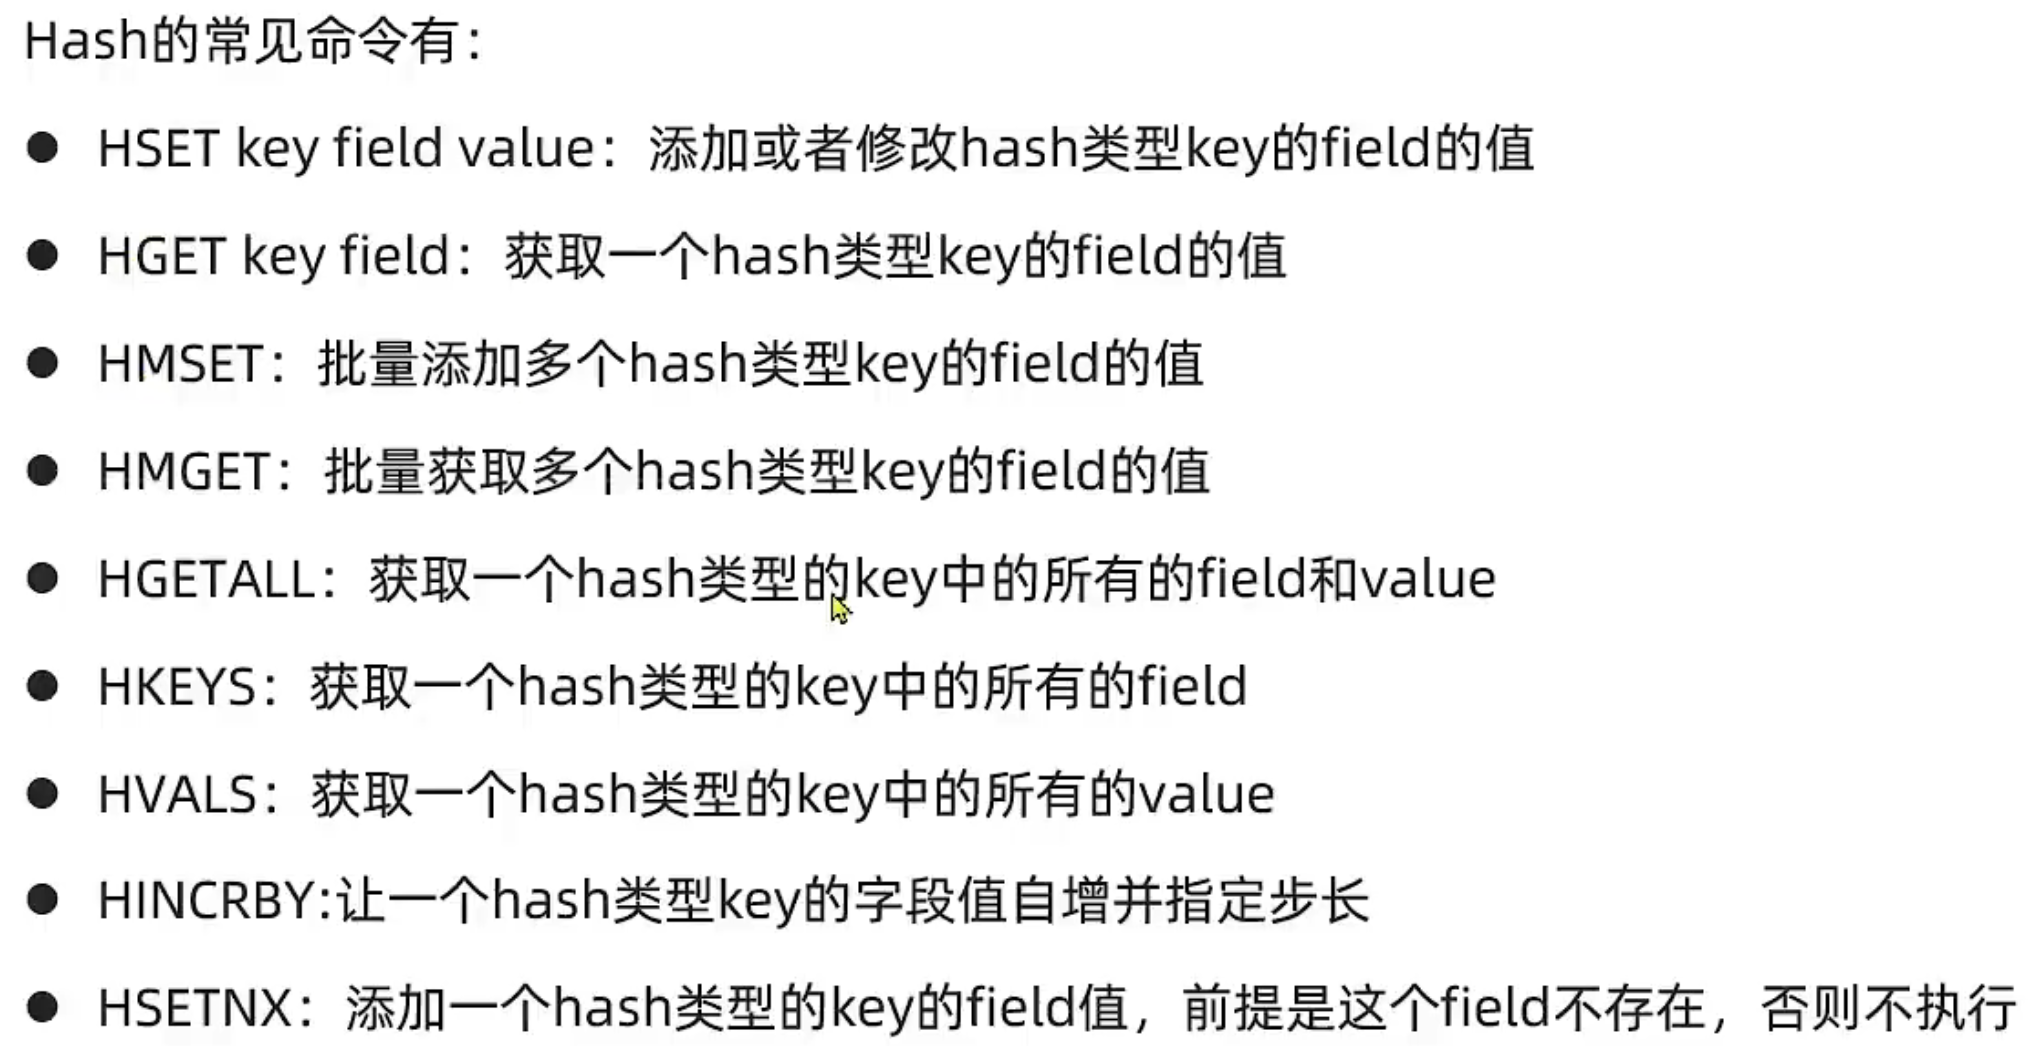 Hash的常见命令有：
● HSET key field value：添加或者修改hash类型key的field的值
● HGET key field：获取一个hash类型key的field的值
● HMSET：批量添加多个hash类型key的field的值
● HMGET：批量获取多个hash类型key的field的值
● HGETALL：获取一个hash类型的key中的所有的field和value
● HKEYS：获取一个hash类型的key中的所有的field
● HVALS：获取一个hash类型的key中的所有的value
● HINCRBY:让一个hash类型key的字段值自增并指定步长
● HSETNX：添加一个hash类型的key的field值，前提是这个field不存在，否则不执行